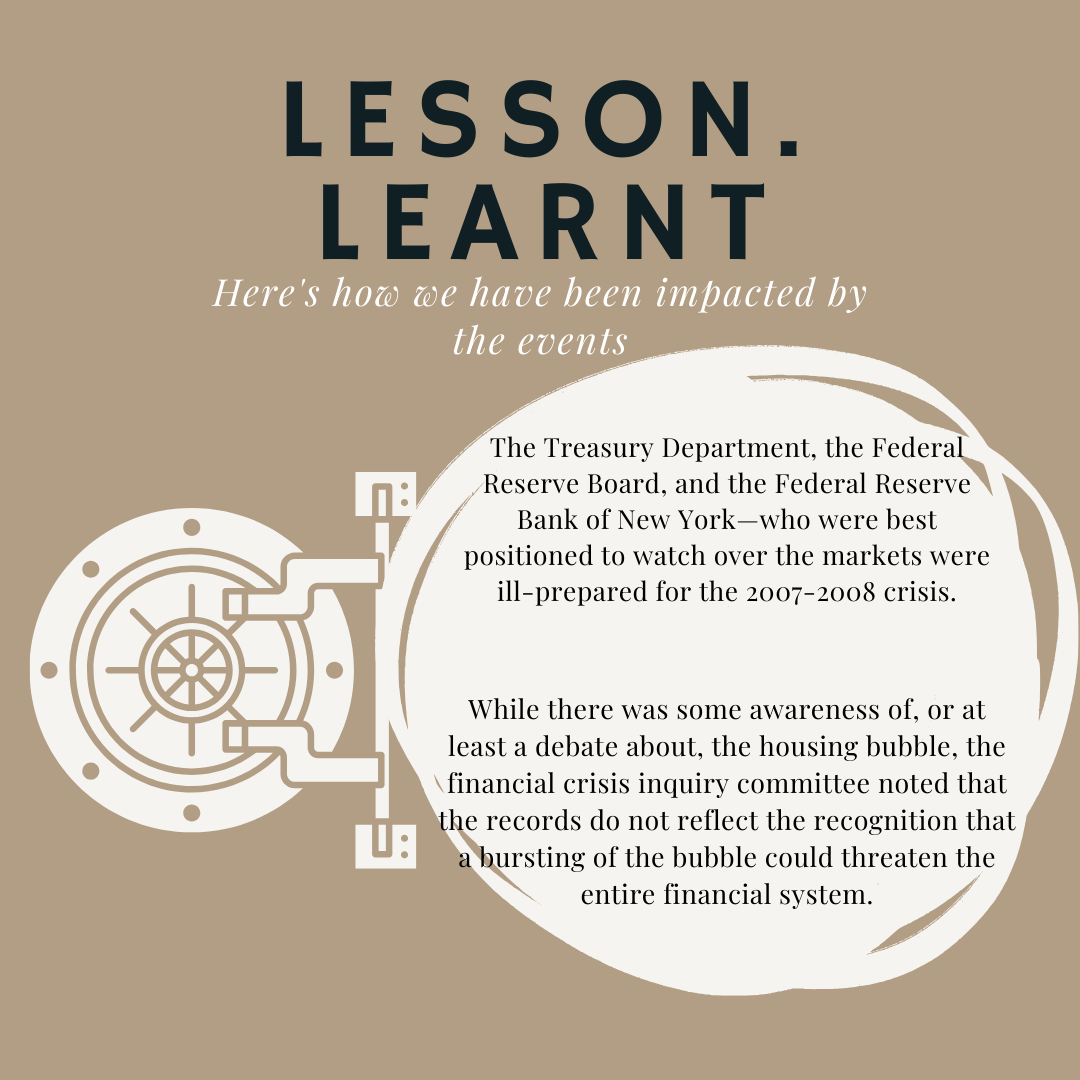 LESSON.
LEARNT
Here's how we have been impacted by
the events
The Treasury Department, the Federal
Reserve Board, and the Federal Reserve
Bank of New York—who were best
positioned to watch over the markets were
ill-prepared for the 2007-2008 crisis.
While there was some awareness of, or at
least a debate about, the housing bubble, the
financial crisis inquiry committee noted that
the records do not reflect the recognition that
a bursting of the bubble could threaten the
entire financial system.